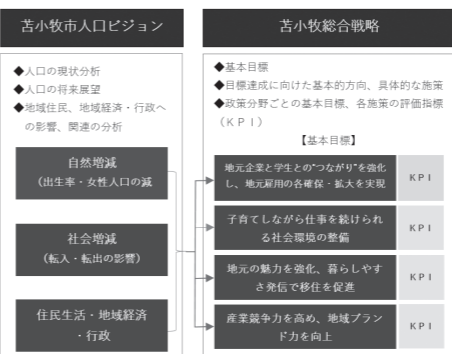 苫小牧市人口ビジョン
◆人口の現状分析
◆人口の将来展望
◆地域住民、地域経済・行政へ
の影響、関連の分析
自然増減
（出生率・女性人口の減
社会増減
（転入・転出の影響）
住民生活・地域経済
・行政
苫小牧総合戦略
◆基本目標
◆目標達成に向けた基本的方向、具体的な施策
◆政策分野ごとの基本目標、各施策の評価指標
（ＫＰＩ）
【基本目標】
地元企業と学生との“つながり”を強化
し、地元雇用の各確保・拡大を実現
ＫＰＩ
子育てしながら仕事を続けられ
る社会環境の整備
ＫＰＩ
地元の魅力を強化、暮らしやす
さ発信で移住を促進
ＫＰＩ
産業競争力を高め、地域ブラン
ド力を向上
ＫＰＩ